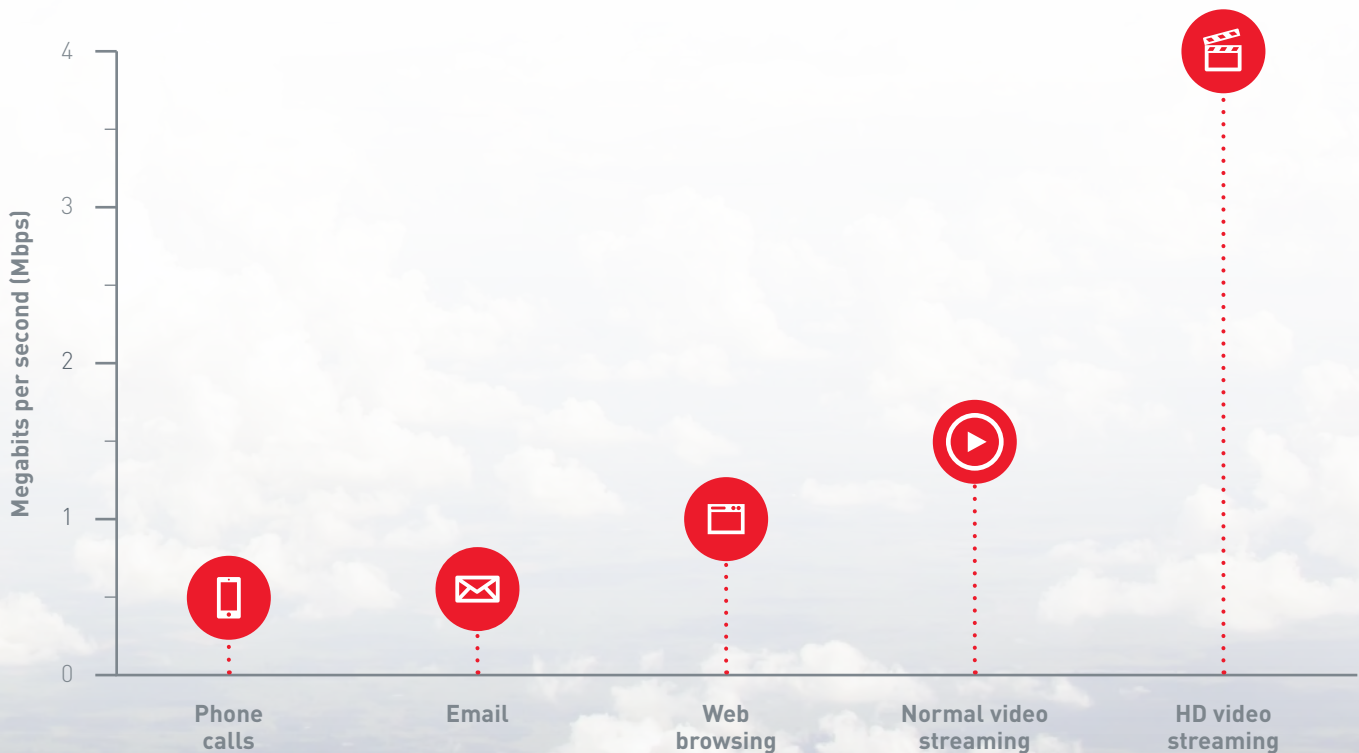 4
3
2
1
0
Megabits per second (Mbps)
Phone
calls
Email
Web
browsing
Normal video
streaming
HD video
streaming